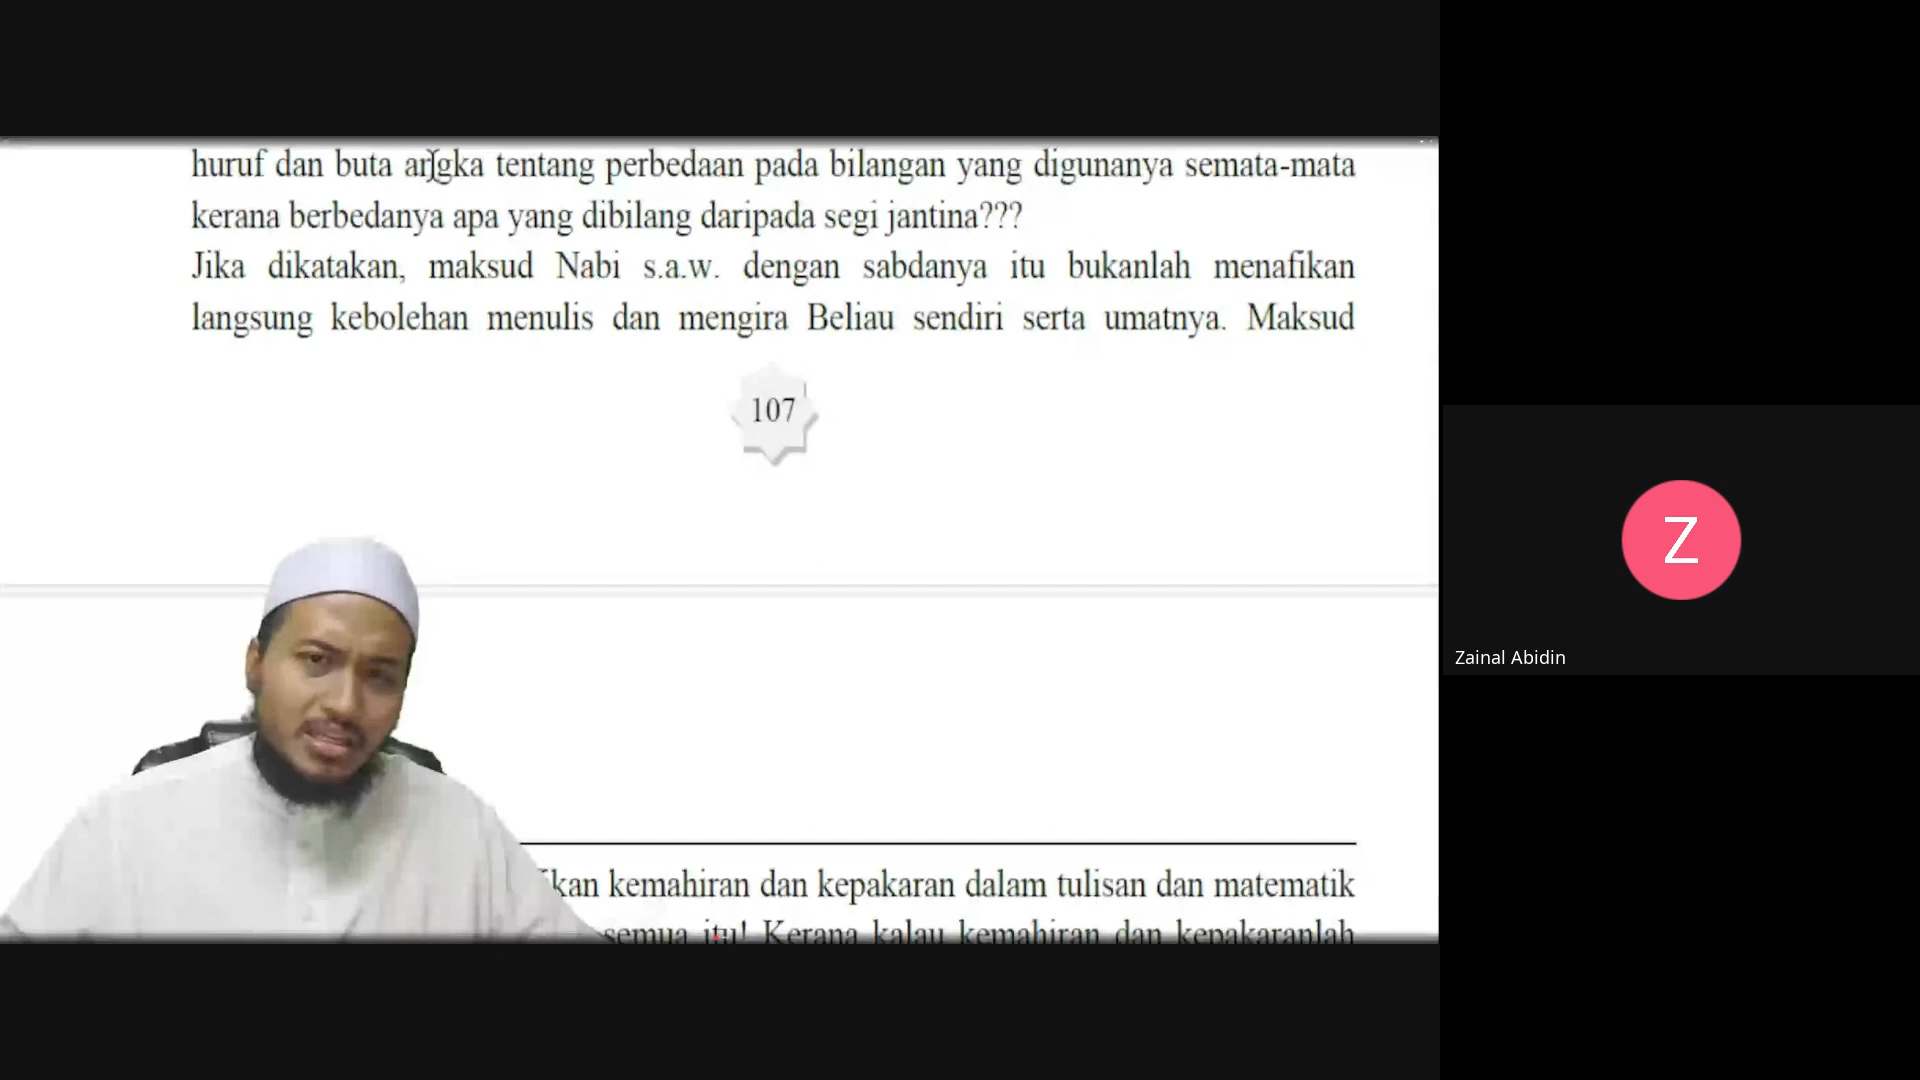 huruf dan buta angka tentang perbedaan pada bilangan yang digunanya semata-mata
kerana berbedanya apa yang dibilang daripada segi jantina???
Jika dikatakan, maksud Nabi s.a.w. dengan sabdanya itu bukanlah menafikan
langsung kebolehan menulis dan mengira Beliau sendiri serta umatnya. Maksud
107
kan kemahiran dan kepakaran dalam tulisan dan matematik
semua itu! Kerana kalau kemahiran dan kepakaranlah
Z
Zainal Abidin